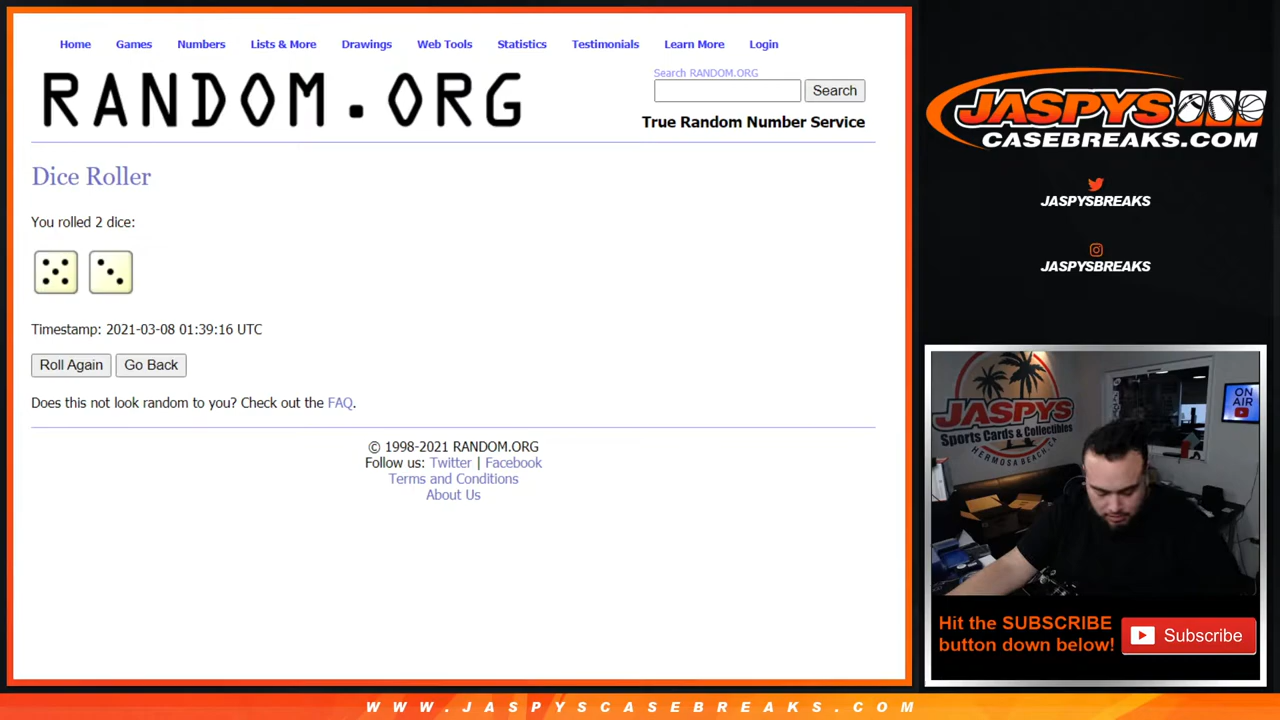 Home Games Numbers Lists & More Drawings Web Tools Statistics Testimonials Learn More Login
RANDOM.ORG
Search RANDOM.ORG
Search
True Random Number Service
Dice Roller
You rolled 2 dice:
Timestamp: 2021-03-08 01:39:16 UTC
Roll Again Go Back
Does this not look random to you? Check out the FAQ.
© 1998-2021 RANDOM.ORG
Follow us: Twitter | Facebook
Terms and Conditions
About Us
JASPYS
CASEBREAKS.COM
JASPYSBREAKS
JASPYSBREAKS
JASPYS
Sports Cards & Collectibles
HERMOSA BEACH, CA
ON
AIR
Hit the SUBSCRIBE
button down below!
Subscribe
WWW.JASPYSCASEBREAKS.COM